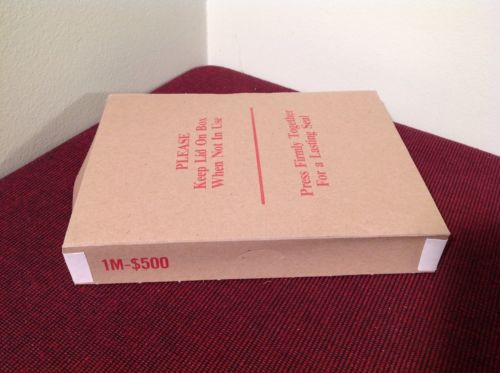 PLEASE
Keep Lid On Box
When Not In Use
Press Firmly Together
For a Lasting Seal
1M-$500